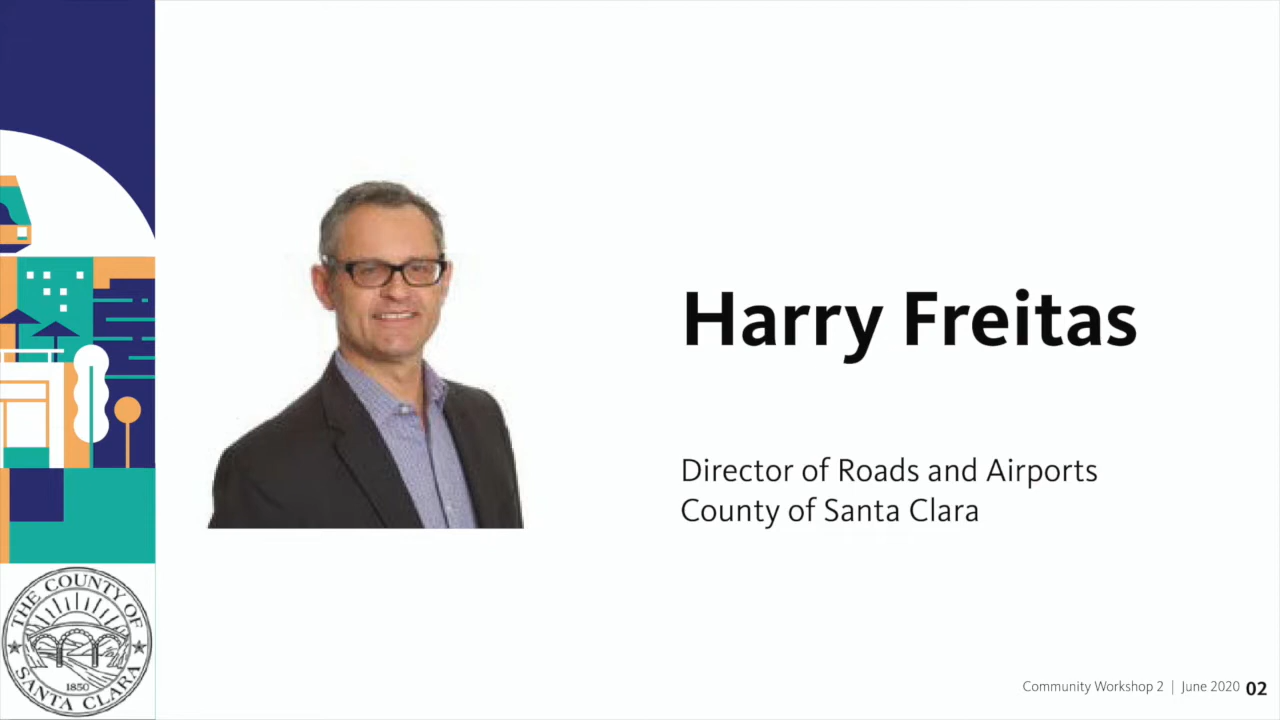 Harry Freitas
Director of Roads and Airports
County of Santa Clara
THE COUNTY OF
SANTA CLARA
1850
Community Workshop 2 | June 2020 02